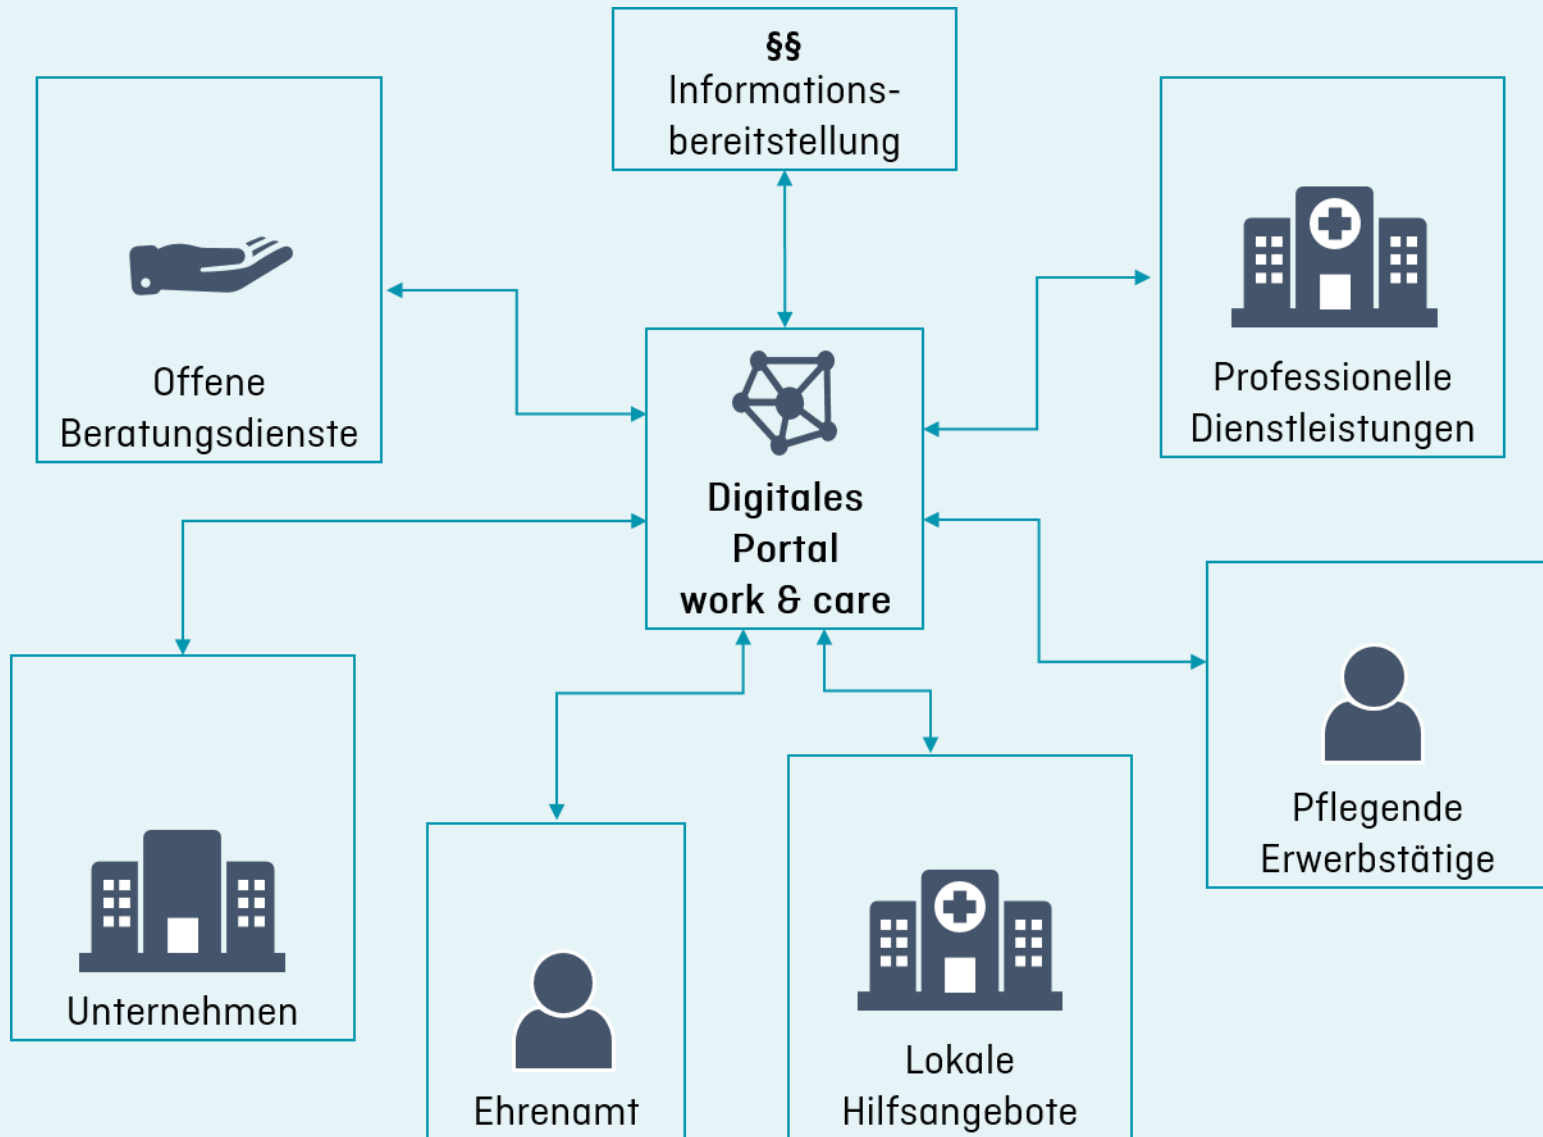 §§
Informations-
bereitstellung
Offene
Beratungsdienste
Professionelle
Dienstleistungen
Digitales
Portal
work & care
Pflegende
Erwerbstätige
Unternehmen
Ehrenamt
Lokale
Hilfsangebote